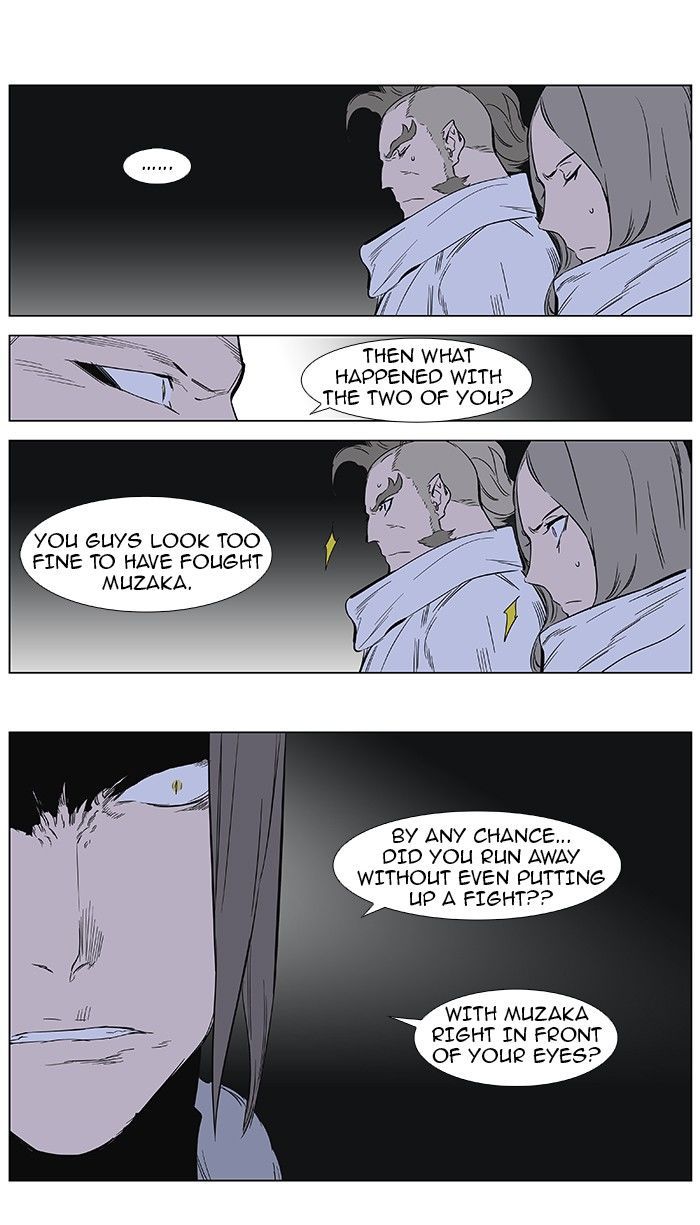 ......
THEN WHAT
HAPPENED WITH
THE TWO OF YOU?
YOU GUYS LOOK TOO
FINE TO HAVE FOUGHT
MUZAKA.
BY ANY CHANCE...
DID YOU RUN AWAY
WITHOUT EVEN PUTTING
UP A FIGHT??
WITH MUZAKA
RIGHT IN FRONT
OF YOUR EYES?